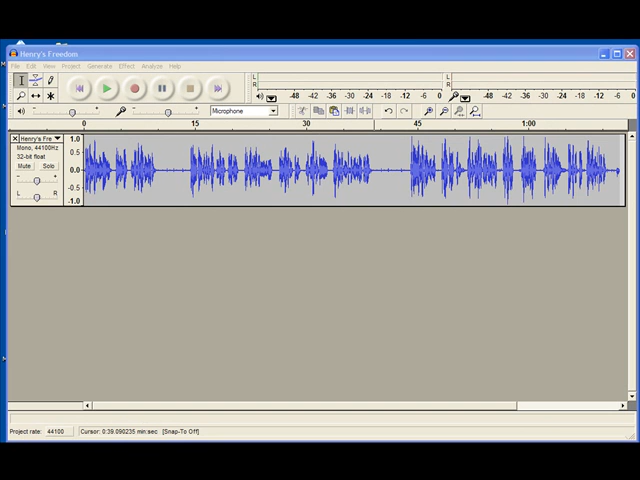 Henry's Freedom
File Edit View Project Generate Effect Analyze Help
L
R
-48 -42 -36 -30 -24 -18 -12 -6 0
L
R
-48 -42 -36 -30 -24 -18 -12 -6 0
- +
- +
Microphone
0 15 30 45 1:00
X Henry's Fre
Mono, 44100Hz
32-bit float
Mute Solo
- +
L R
1.0
0.5
0.0
-0.5
-1.0
Project rate: 44100 Cursor: 0:39.090235 min:sec [Snap-To Off]